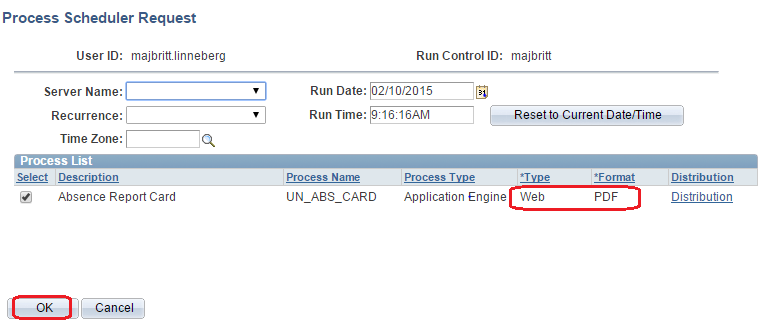 Process Scheduler Request
User ID: majbritt.linneberg Run Control ID: majbritt
Server Name: Run Date: 02/10/2015
Recurrence: Run Time: 9:16:16AM Reset to Current Date/Time
Time Zone:
Process List
Select Description Process Name Process Type *Type *Format Distribution
Absence Report Card UN_ABS_CARD Application Engine Web PDF Distribution
OK Cancel